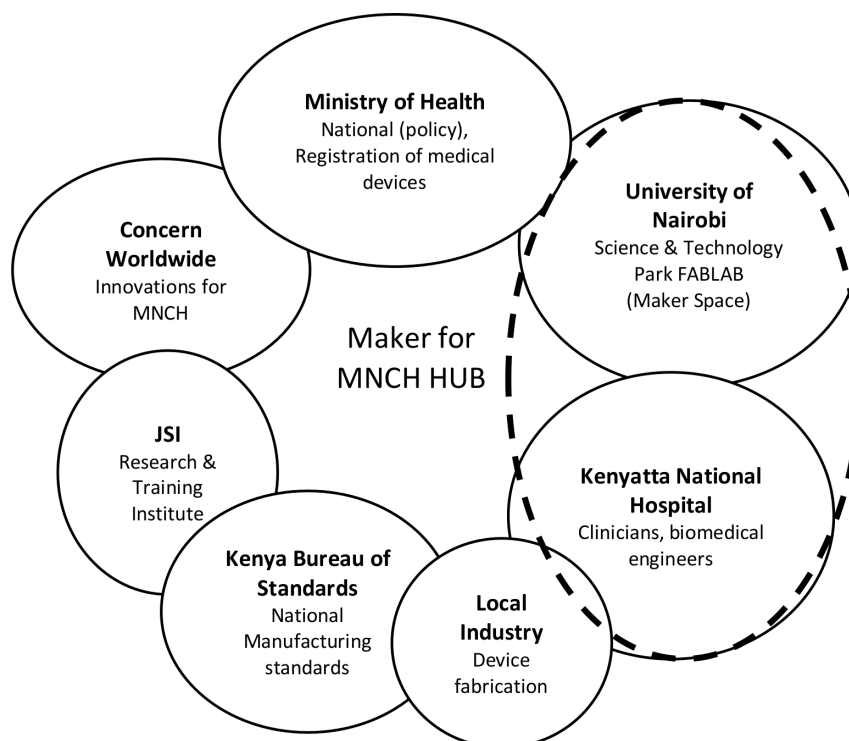 Ministry of Health
National (policy),
Registration of medical
devices
University of
Nairobi
Science & Technology
Park FABLAB
(Maker Space)
Concern
Worldwide
Innovations for
MNCH
Maker for
MNCH HUB
JSI
Research &
Training
Institute
Kenyatta National
Hospital
Clinicians, biomedical
engineers
Kenya Bureau of
Standards
National
Manufacturing
standards
Local
Industry
Device
fabrication